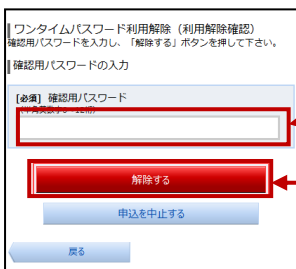 ワンタイムパスワード利用解除（利用解除確認）
確認用パスワードを入力し、「解除する」ボタンを押して下さい。
確認用パスワードの入力
[必須] 確認用パスワード
解除する
申込を中止する
戻る